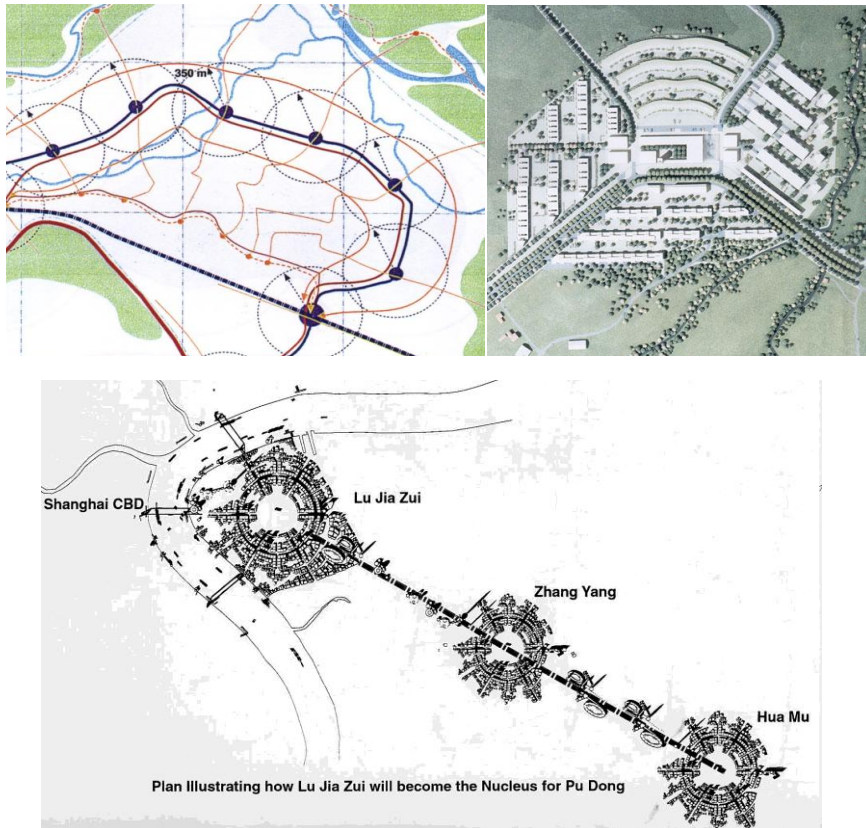 350 m
Shanghai CBD
Lu Jia Zui
Zhang Yang
Hua Mu
Plan Illustrating how Lu Jia Zui will become the Nucleus for Pu Dong